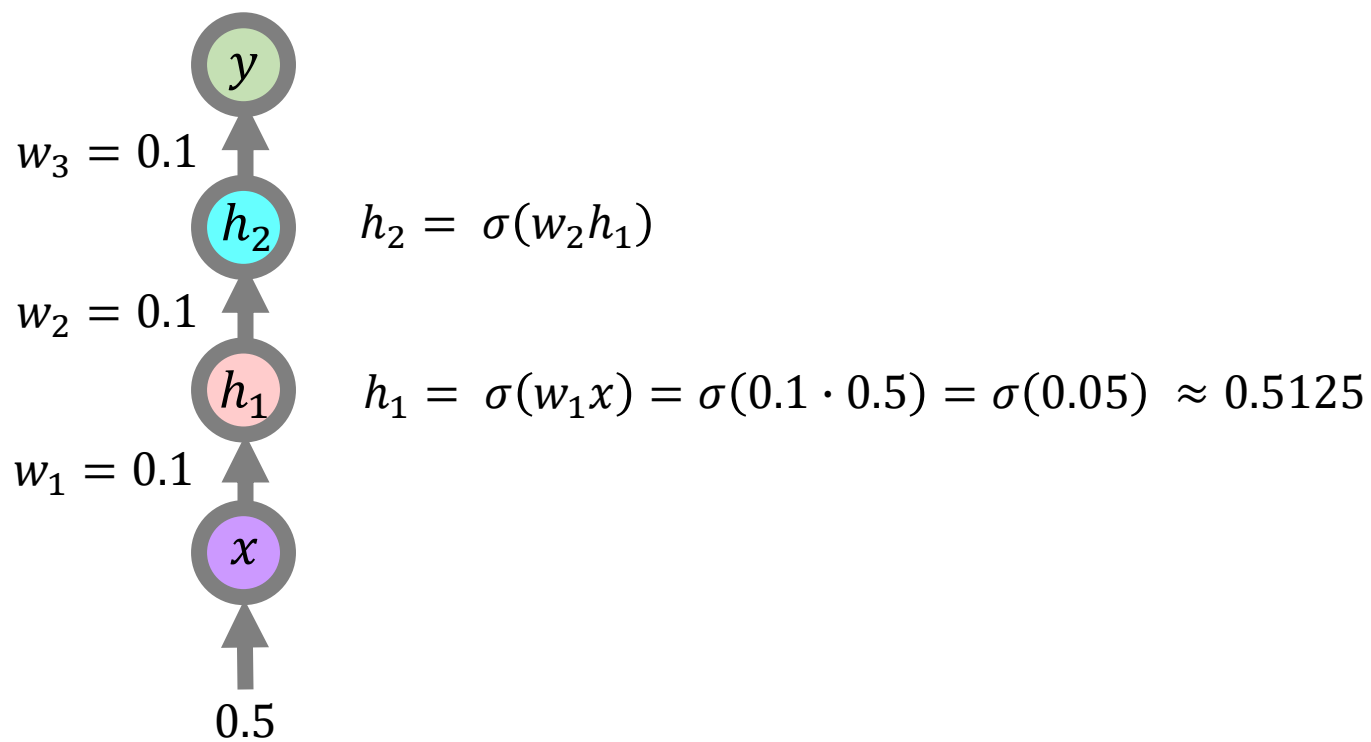 y
w₃ = 0.1
h₂
h₂ = σ(w₂h₁)
w₂ = 0.1
h₁
h₁ = σ(w₁x) = σ(0.1 · 0.5) = σ(0.05) ≈ 0.5125
w₁ = 0.1
x
0.5